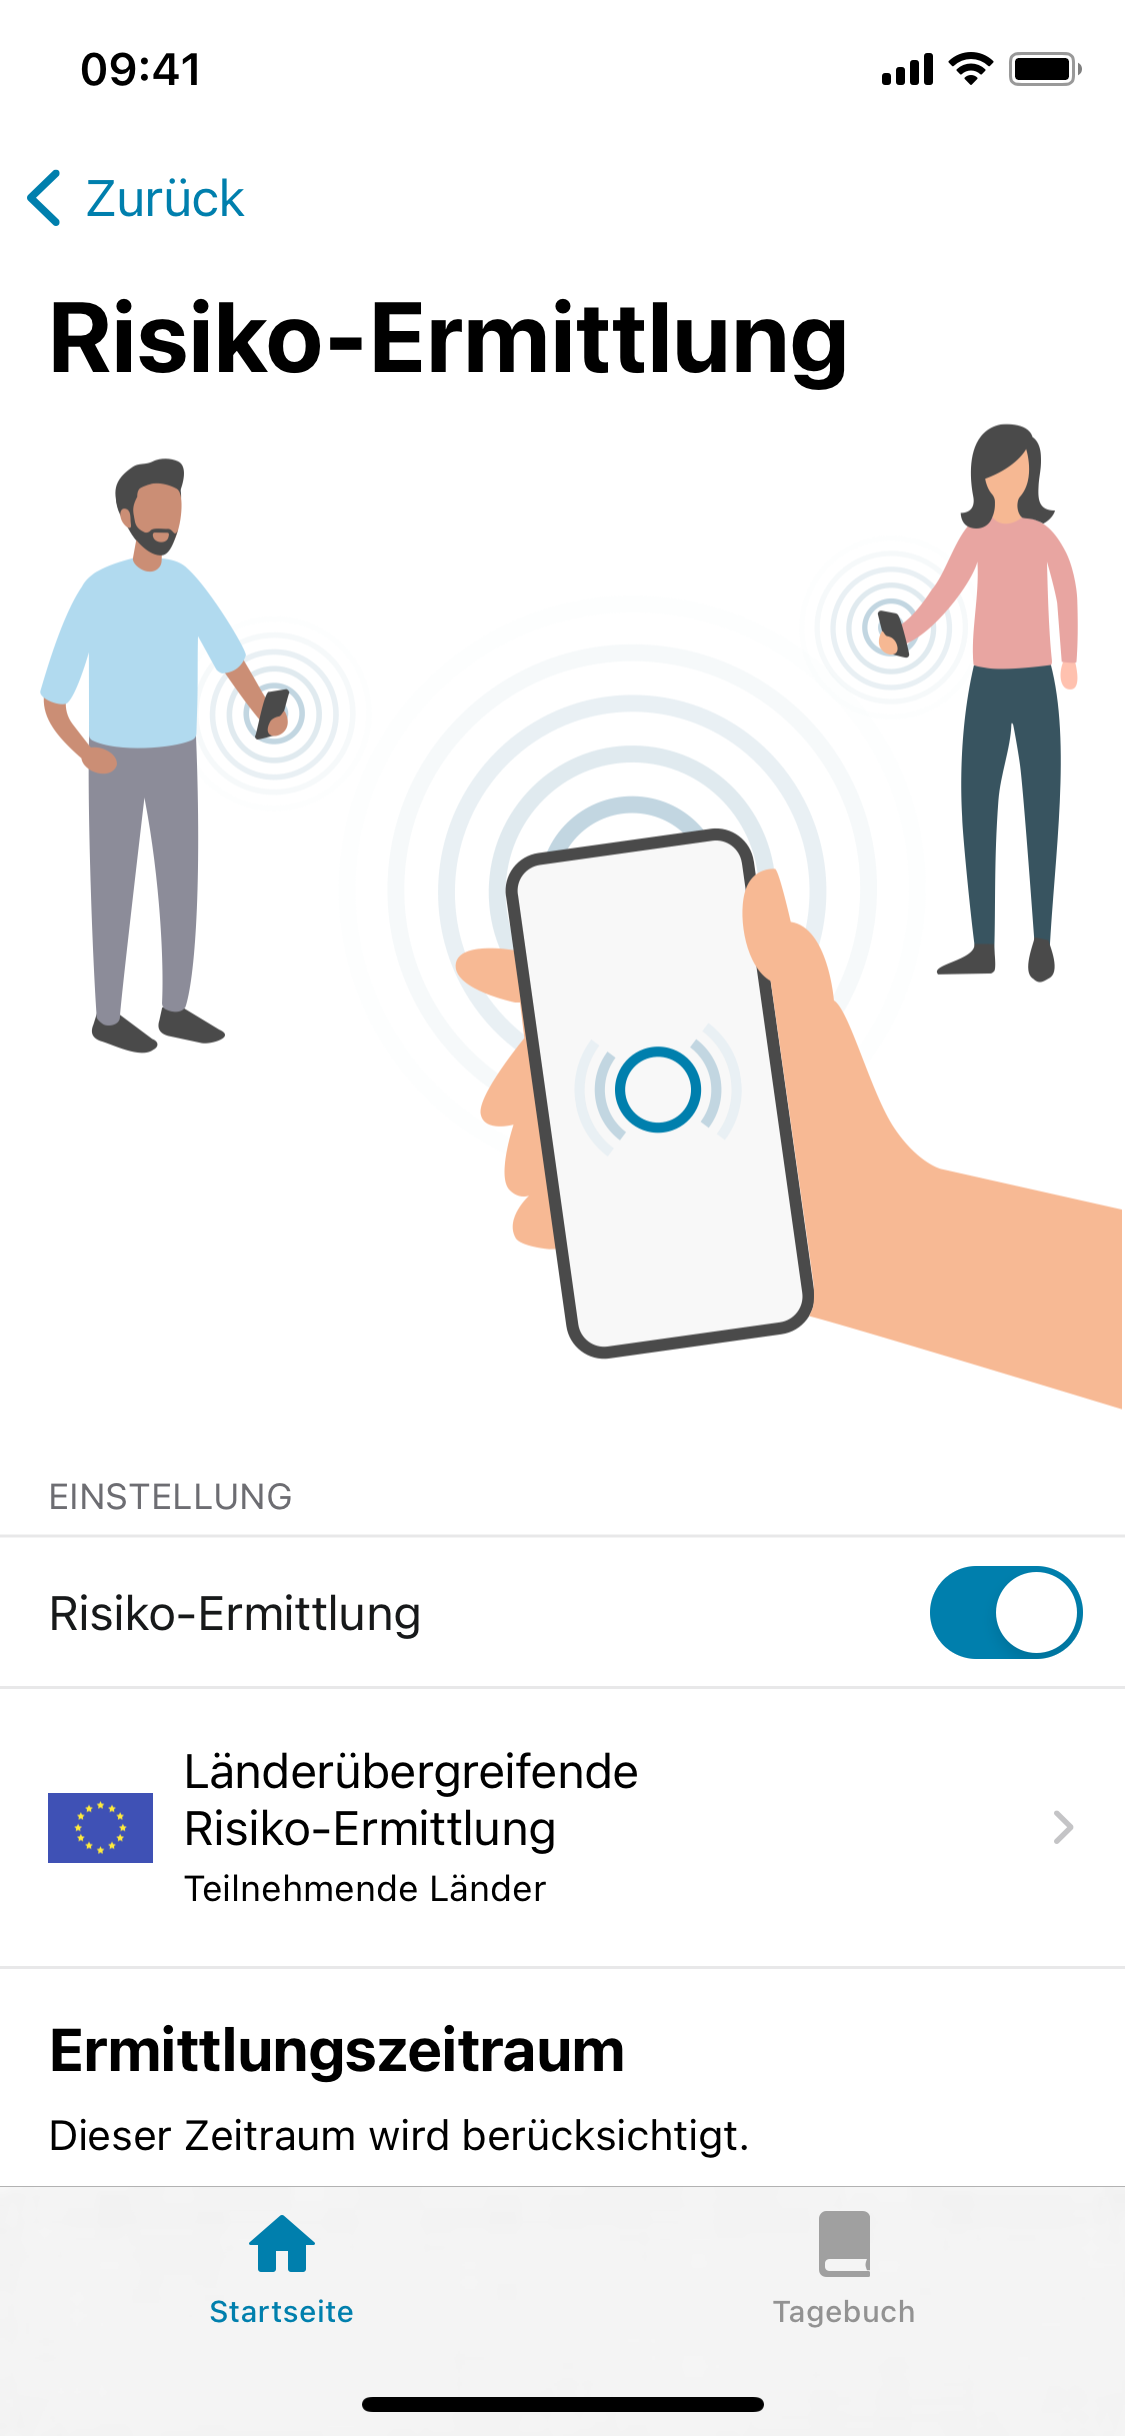 09:41
Zurück
Risiko-Ermittlung
EINSTELLUNG
Risiko-Ermittlung
Länderübergreifende
Risiko-Ermittlung
Teilnehmende Länder
Ermittlungszeitraum
Dieser Zeitraum wird berücksichtigt.
Startseite
Tagebuch